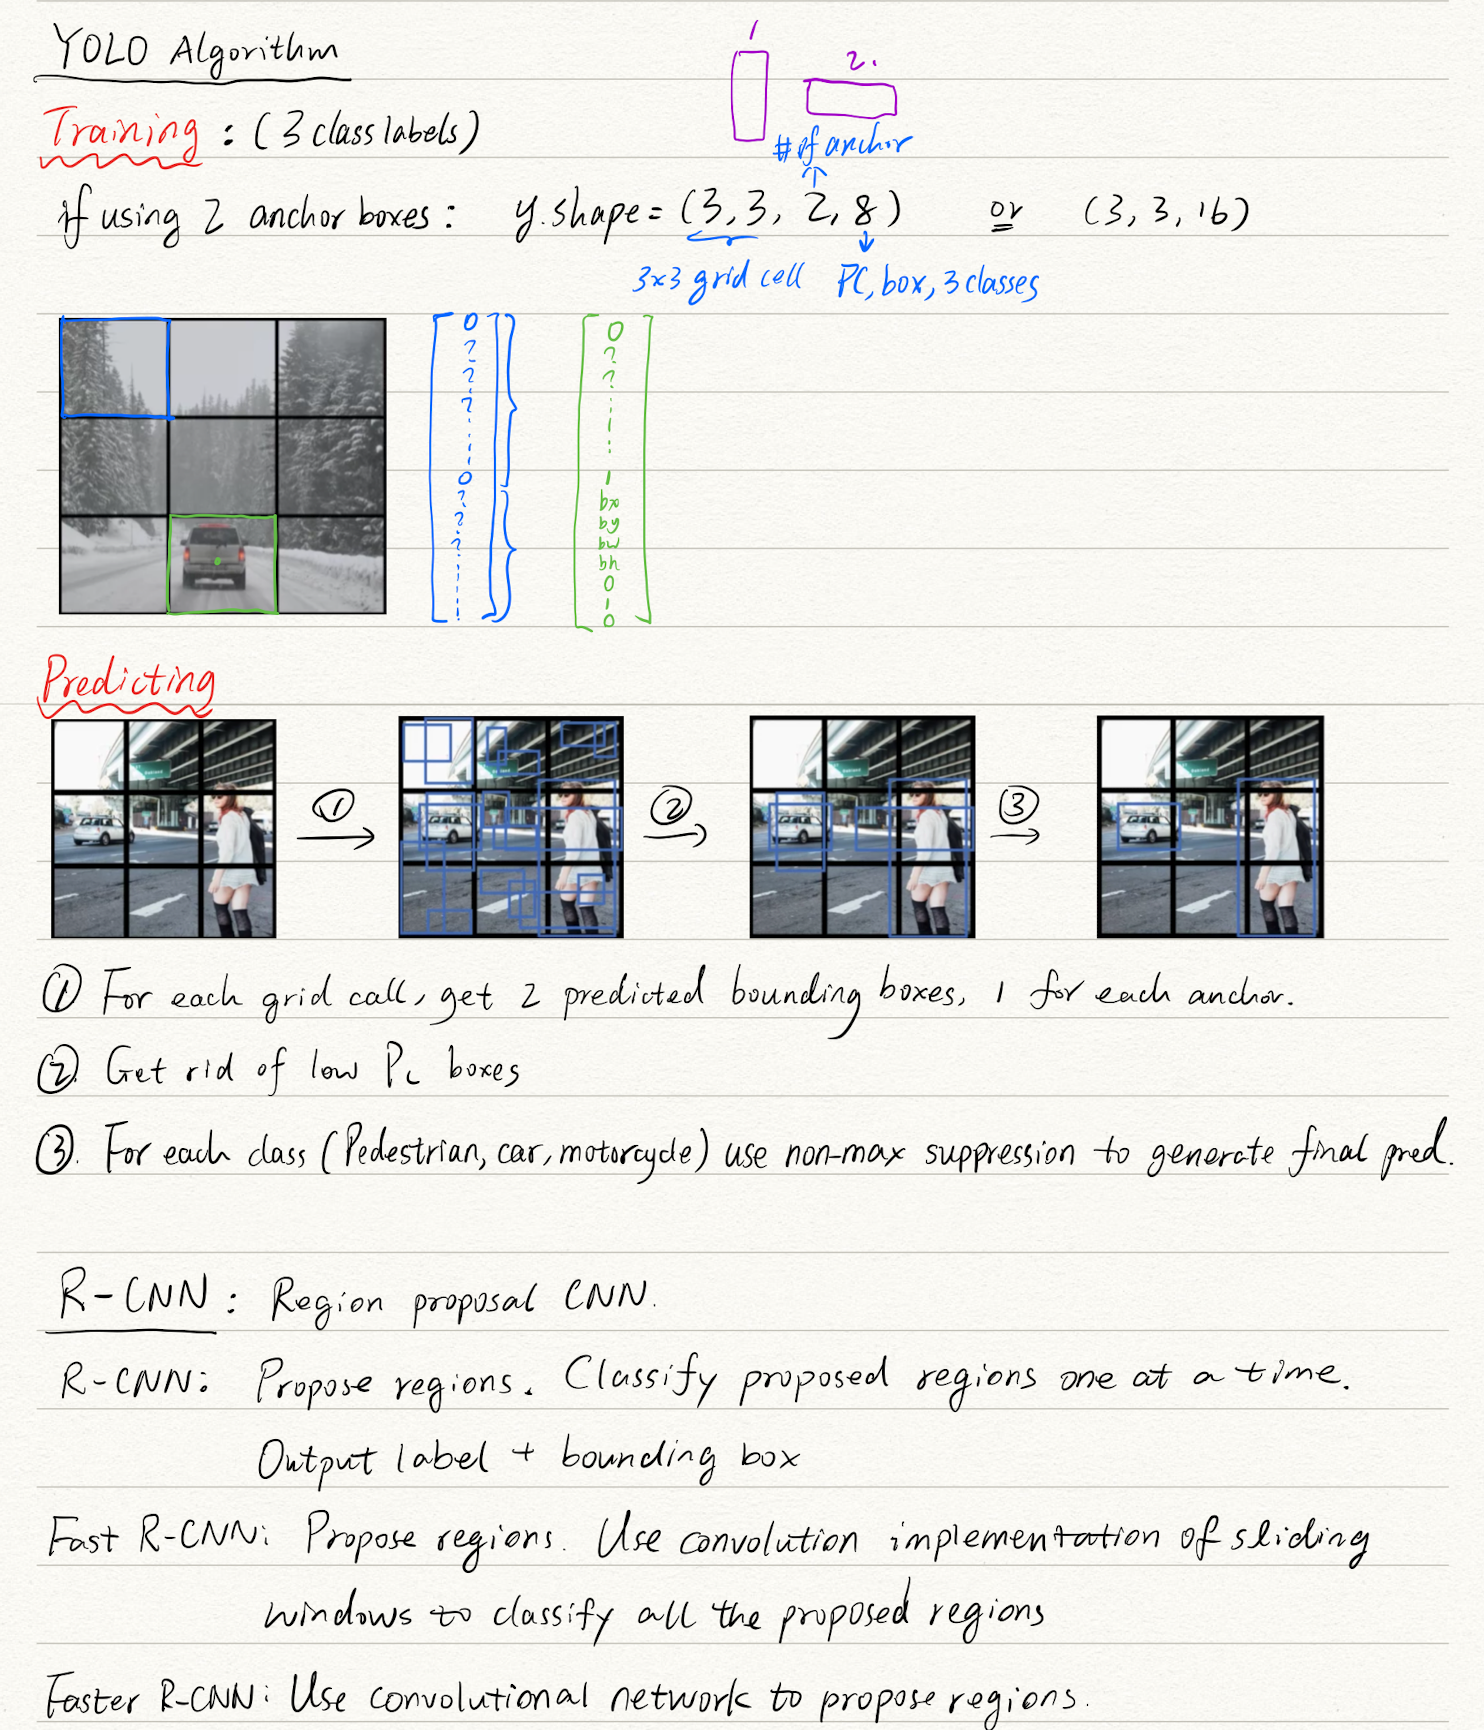 YOLO Algorithm
1
2.
Training : (3 class labels)
# of anchor
↑
if using 2 anchor boxes : y.shape = (3, 3, 2, 8) or (3, 3, 16)
3×3 grid cell
↓
PC, box, 3 classes
0
?
?
?
0
?
?
?
0
?
?
1
bx
by
bw
bh
0
1
0
Predicting
① → ② → ③ →
① For each grid call, get 2 predicted bounding boxes, 1 for each anchor.
② Get rid of low Pc boxes
③. For each class (Pedestrian, car, motorcycle) use non-max suppression to generate final pred.
R-CNN : Region proposal CNN.
R-CNN: Propose regions. Classify proposed regions one at a time.
Output label + bounding box
Fast R-CNN: Propose regions. Use convolution implementation of sliding
windows to classify all the proposed regions
Faster R-CNN: Use convolutional network to propose regions.